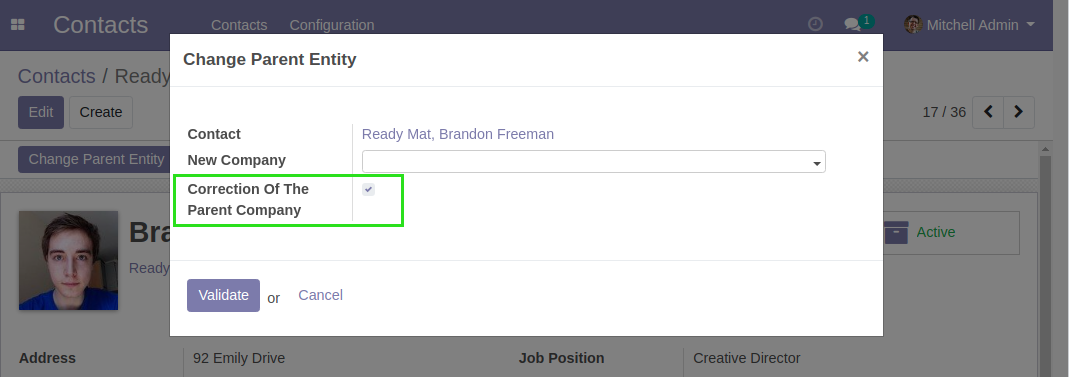 Contacts Contacts Configuration 1 Mitchell Admin
Change Parent Entity ×
Contacts / Ready
Edit Create 17 / 36
Contact Ready Mat, Brandon Freeman
Change Parent Entity New Company
Correction Of The
Parent Company
Bra
Active
Ready
Validate or Cancel
Address 92 Emily Drive Job Position Creative Director